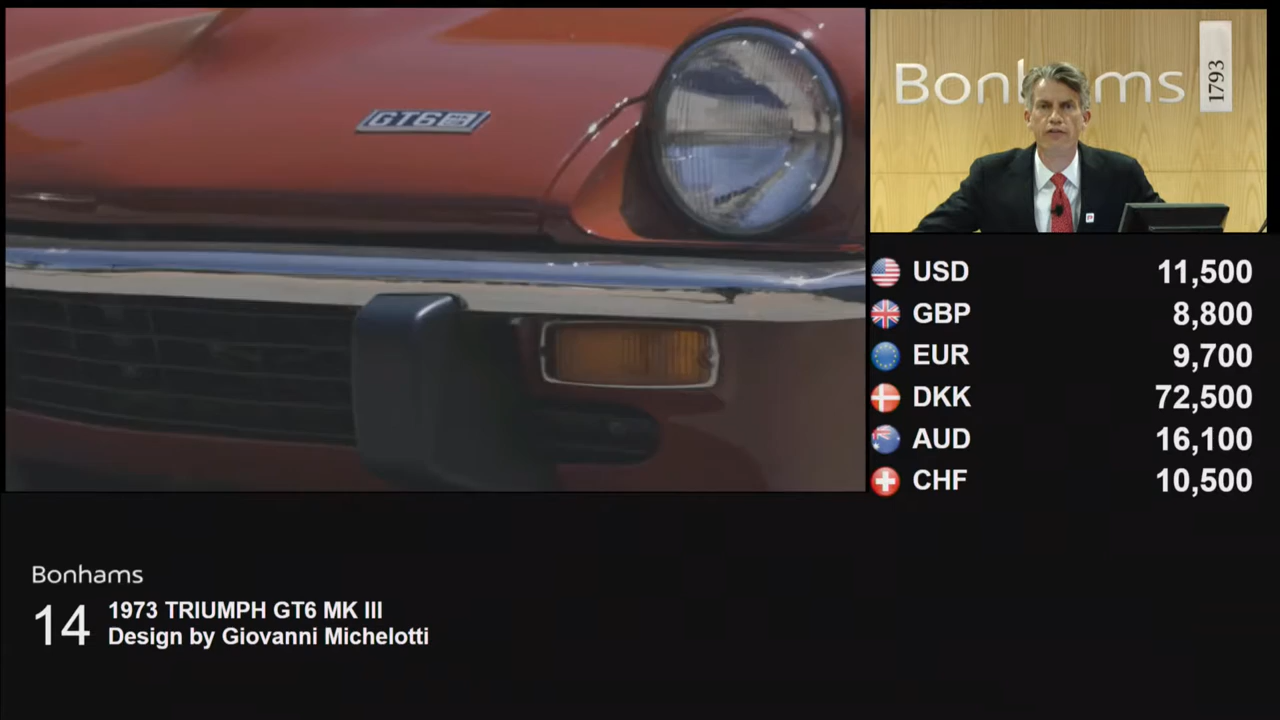 GT6
Bonhams
1793
USD 11,500
GBP 8,800
EUR 9,700
DKK 72,500
AUD 16,100
CHF 10,500
Bonhams
14
1973 TRIUMPH GT6 MK III
Design by Giovanni Michelotti